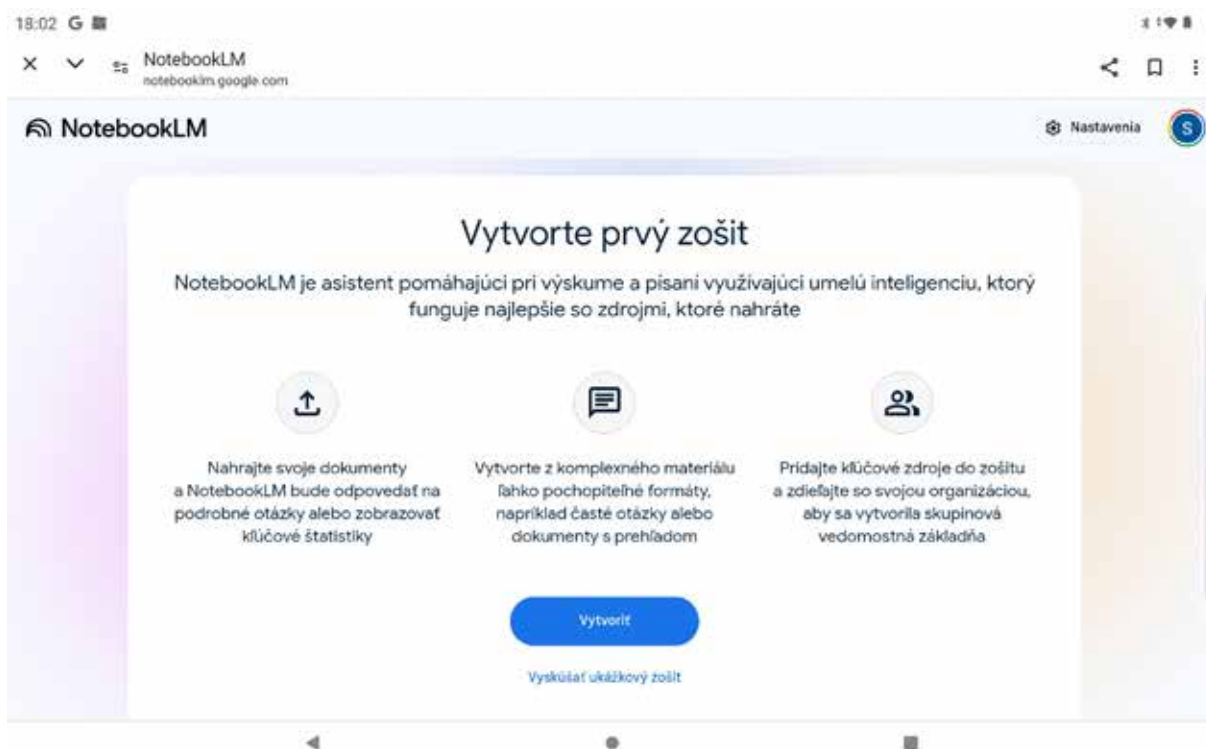 18:02 G
NotebookLM
notebooklm.google.com
NotebookLM
Nastavenia
S
Vytvorte prvý zošit
NotebookLM je asistent pomáhajúci pri výskume a písaní využívajúci umelú inteligenciu, ktorý
funguje najlepšie so zdrojmi, ktoré nahráte
Nahrajte svoje dokumenty
a NotebookLM bude odpovedať na
podrobné otázky alebo zobrazovať
kľúčové štatistiky
Vytvorte z komplexného materiálu
ľahko pochopiteľné formáty,
napríklad časté otázky alebo
dokumenty s prehľadom
Pridajte kľúčové zdroje do zošitu
a zdieľajte so svojou organizáciou,
aby sa vytvorila skupinová
vedomostná základňa
Vytvoriť
Vyskúšať ukážkový zošit